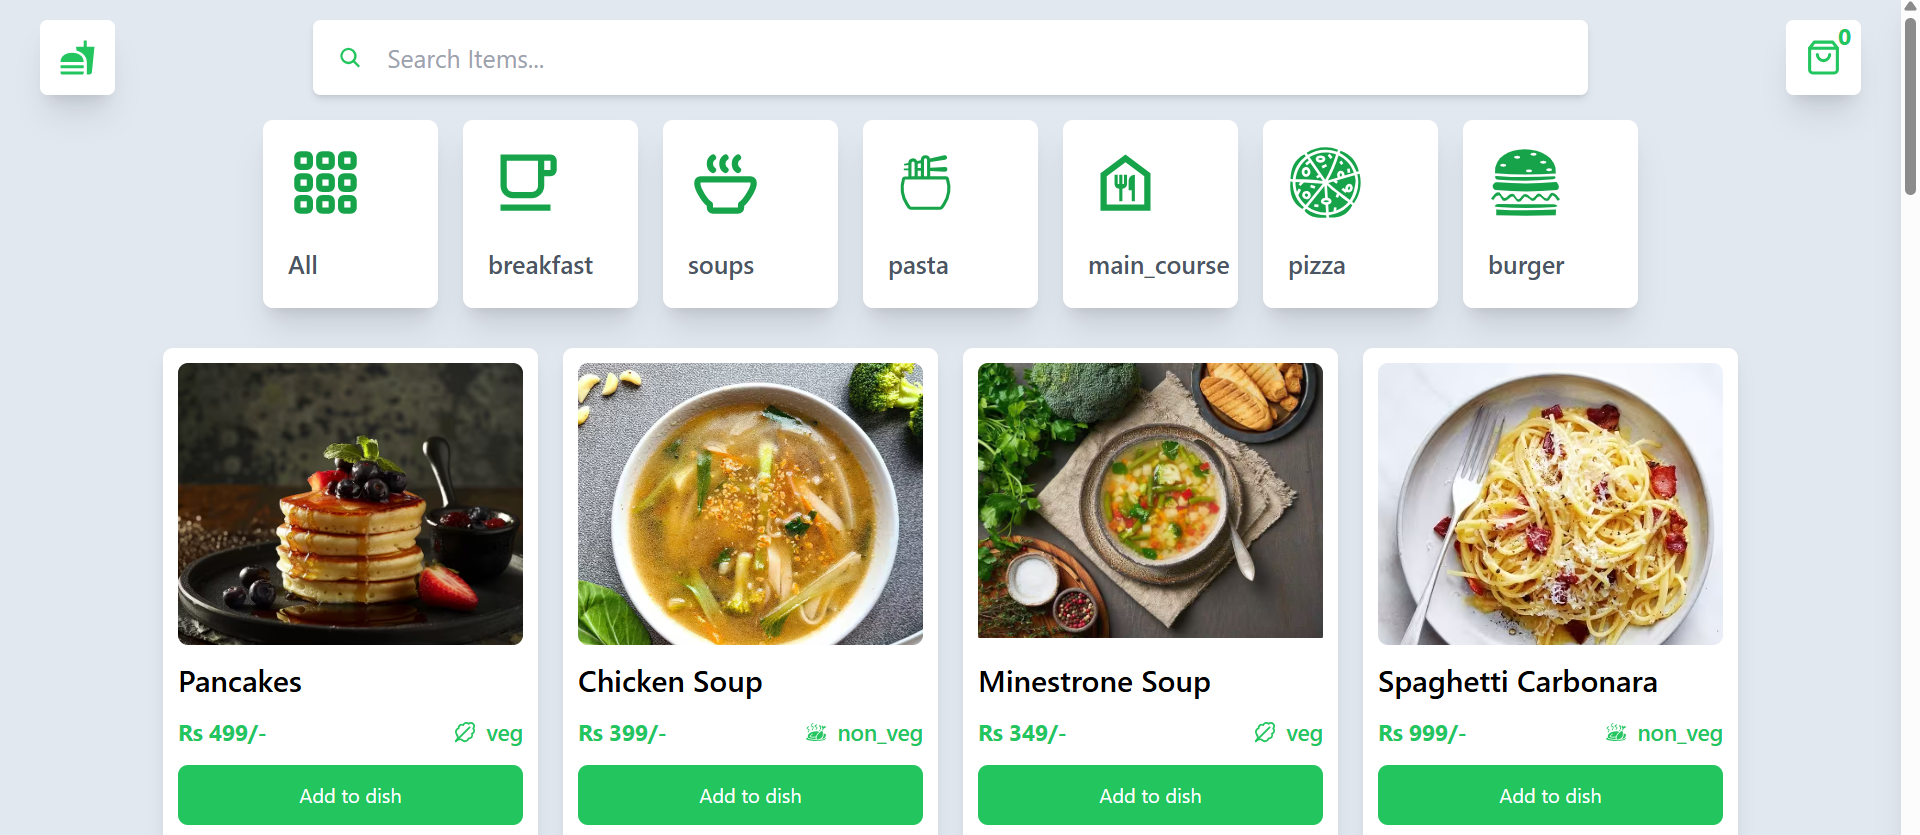 Search Items...
0
All
breakfast
soups
pasta
main_course
pizza
burger
Pancakes
Rs 499/-
veg
Add to dish
Chicken Soup
Rs 399/-
non_veg
Add to dish
Minestrone Soup
Rs 349/-
veg
Add to dish
Spaghetti Carbonara
Rs 999/-
non_veg
Add to dish